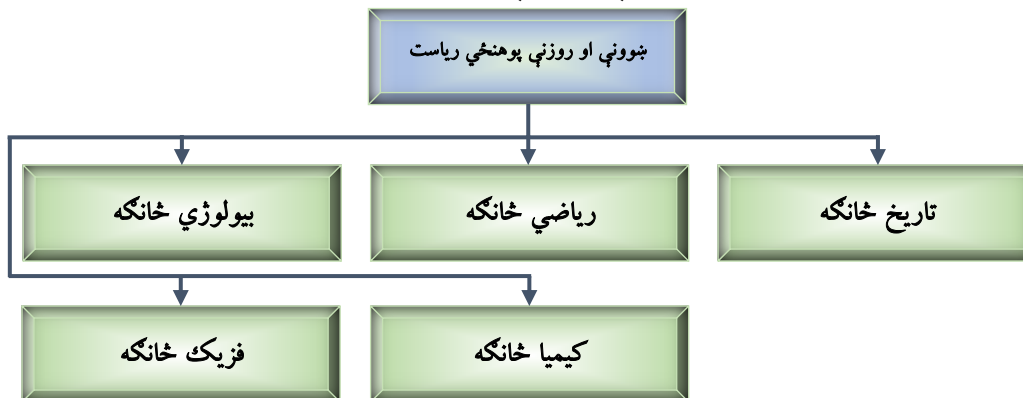 ښوونې او روزنې پوهنځي رياست
تاريخ څانګه
رياضي څانګه
بيولوژي څانګه
کيميا څانګه
فزيک څانګه